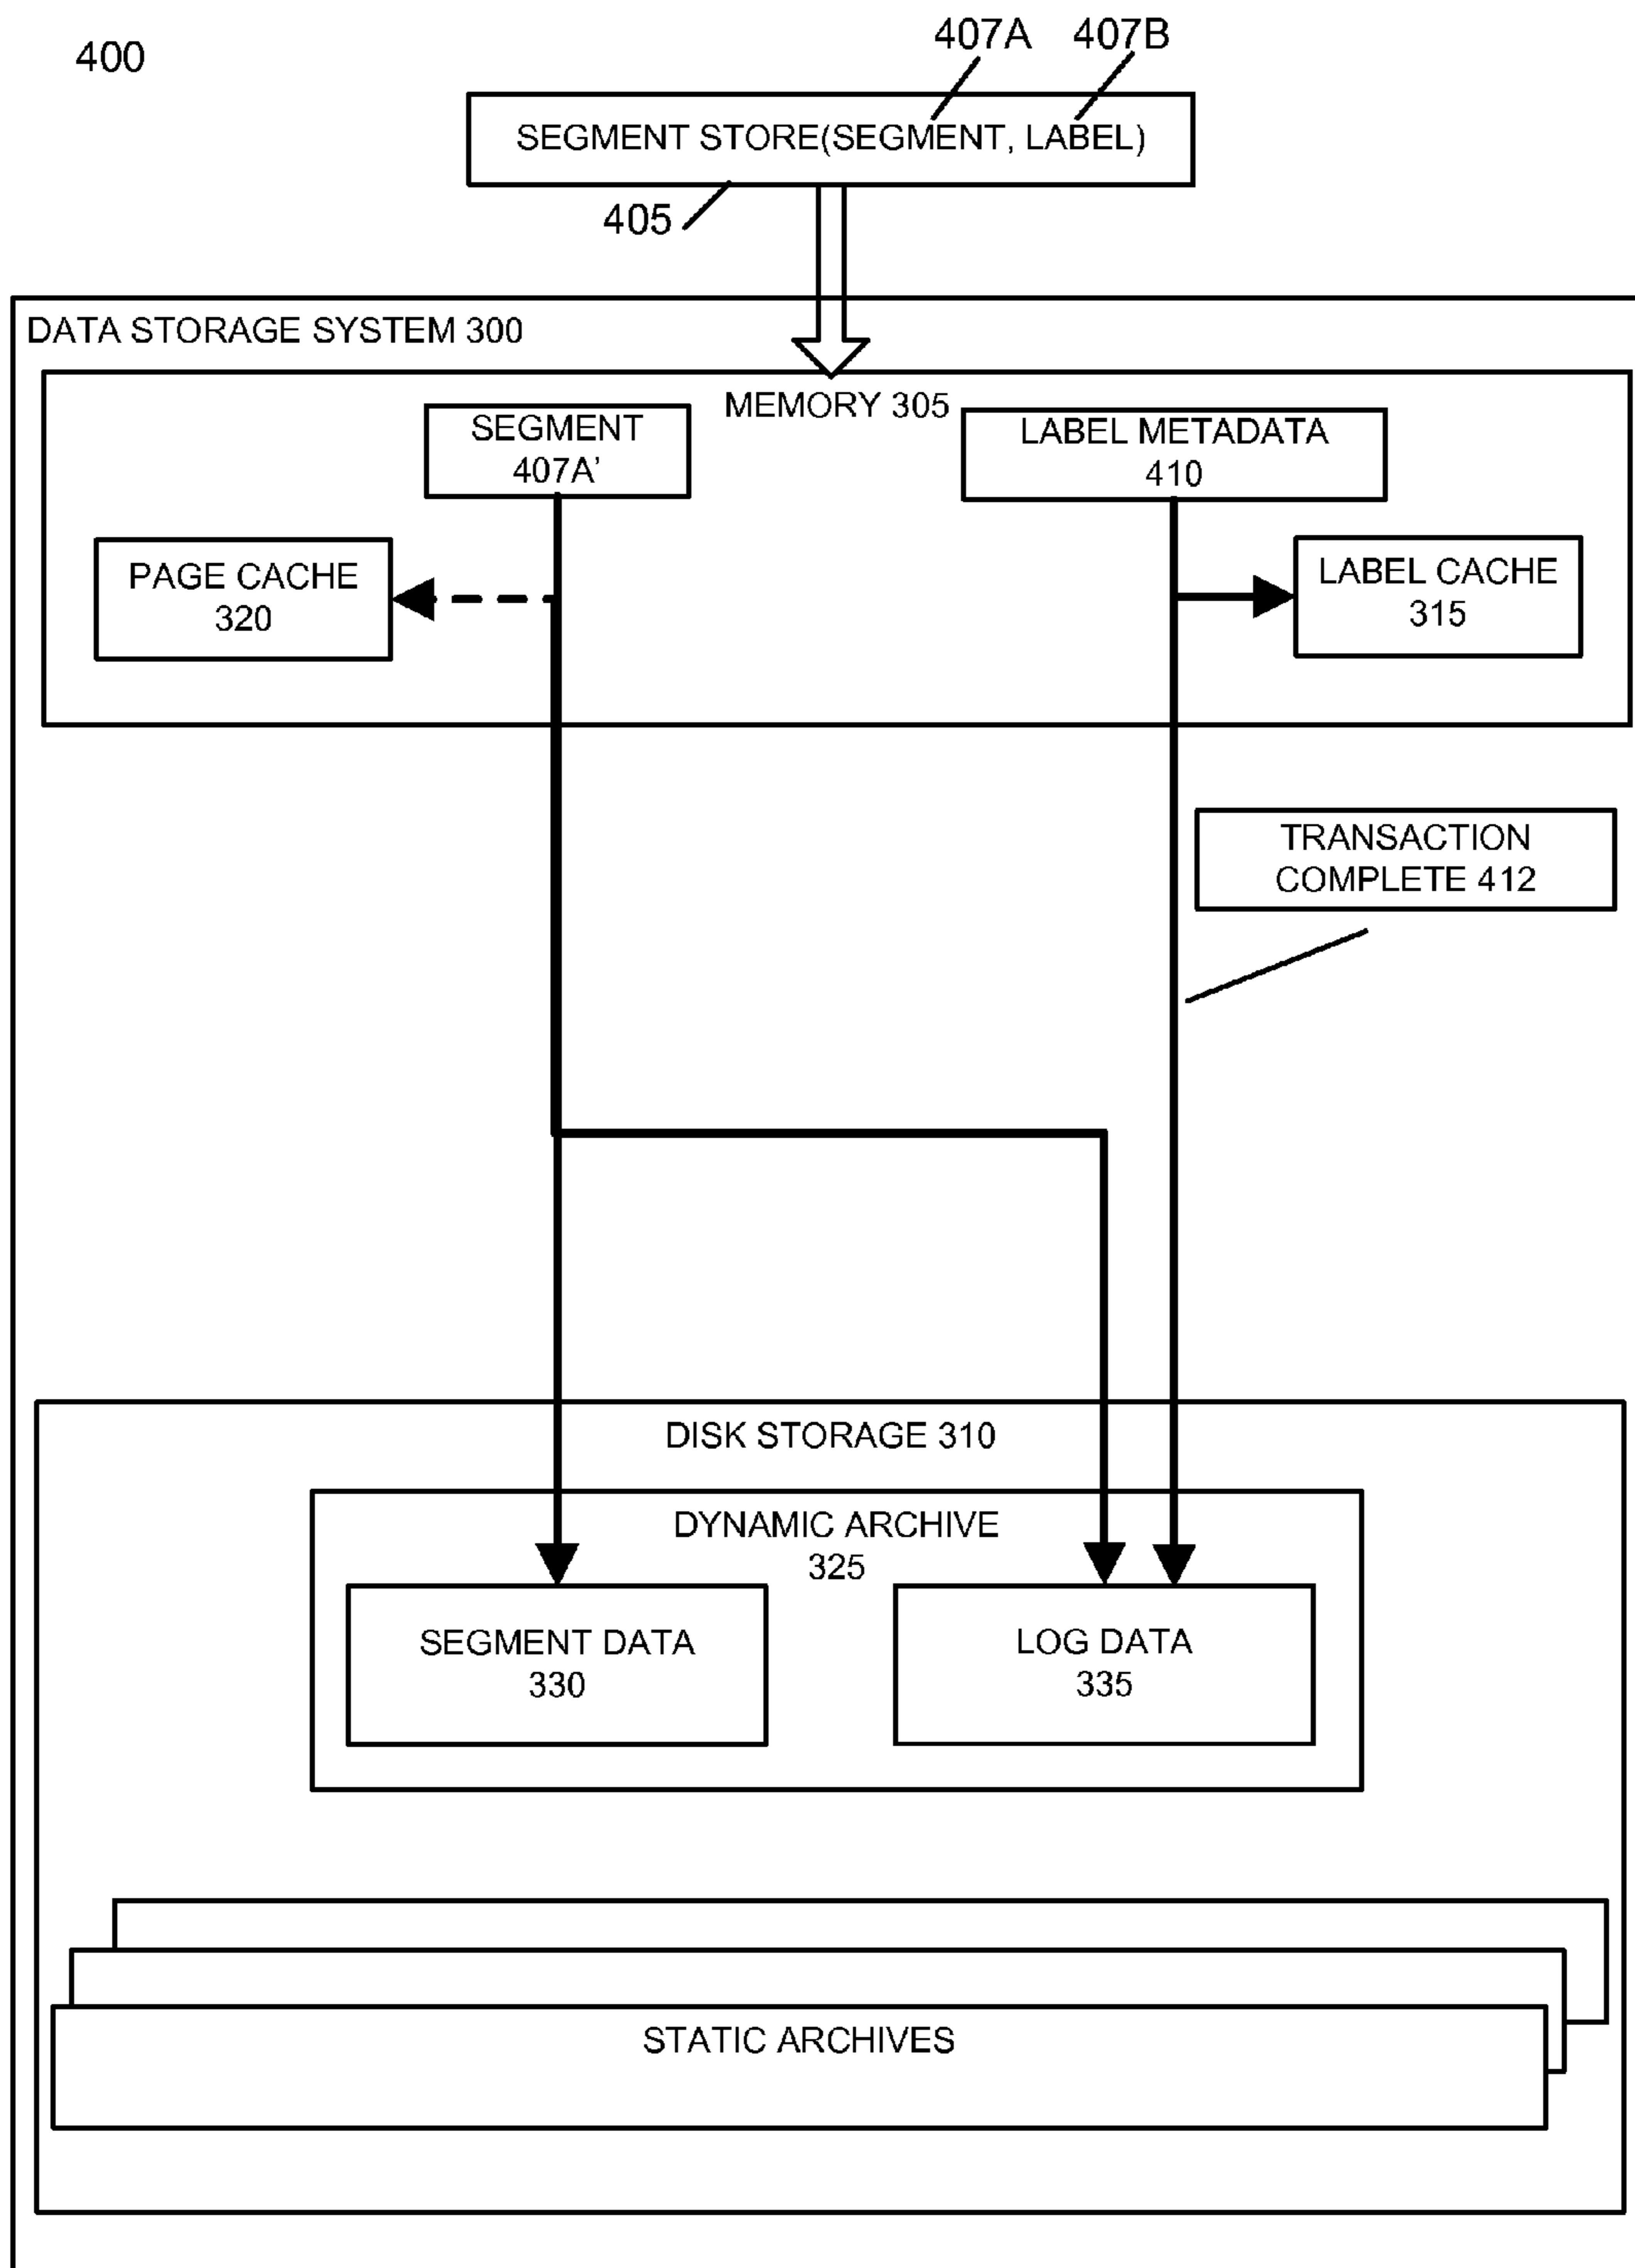 400
407A 407B
SEGMENT STORE(SEGMENT, LABEL)
405
DATA STORAGE SYSTEM 300
MEMORY 305
SEGMENT
407A’
LABEL METADATA
410
PAGE CACHE
320
LABEL CACHE
315
TRANSACTION
COMPLETE 412
DISK STORAGE 310
DYNAMIC ARCHIVE
325
SEGMENT DATA
330
LOG DATA
335
STATIC ARCHIVES